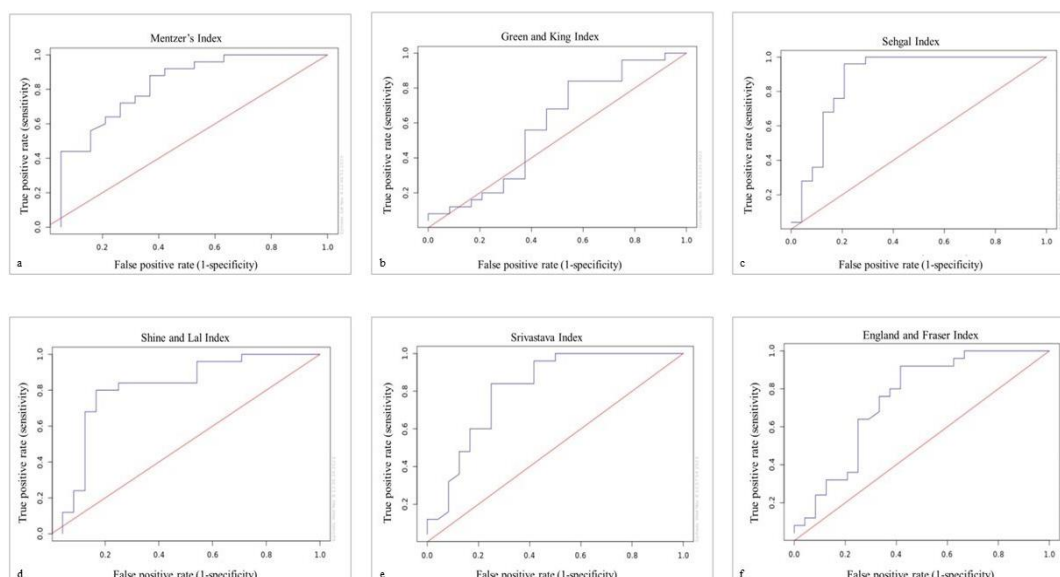 Mentzer's Index
True positive rate (sensitivity)
0.0 0.2 0.4 0.6 0.8 1.0
0.2 0.4 0.6 0.8 1.0
a
False positive rate (1-specificity)
Green and King Index
True positive rate (sensitivity)
0.2 0.4 0.6 0.8 1.0
0.0 0.2 0.4 0.6 0.8 1.0
b
False positive rate (1-specificity)
Sehgal Index
True positive rate (sensitivity)
0.2 0.4 0.6 0.8 1.0
0.0 0.2 0.4 0.6 0.8 1.0
c
False positive rate (1-specificity)
Shine and Lal Index
True positive rate (sensitivity)
0.0 0.2 0.4 0.6 0.8 1.0
0.2 0.4 0.6 0.8 1.0
d
False positive rate (1-specificity)
Srivastava Index
True positive rate (sensitivity)
0.2 0.4 0.6 0.8 1.0
0.0 0.2 0.4 0.6 0.8 1.0
e
False positive rate (1-specificity)
England and Fraser Index
True positive rate (sensitivity)
0.2 0.4 0.6 0.8 1.0
0.0 0.2 0.4 0.6 0.8 1.0
f
False positive rate (1-specificity)